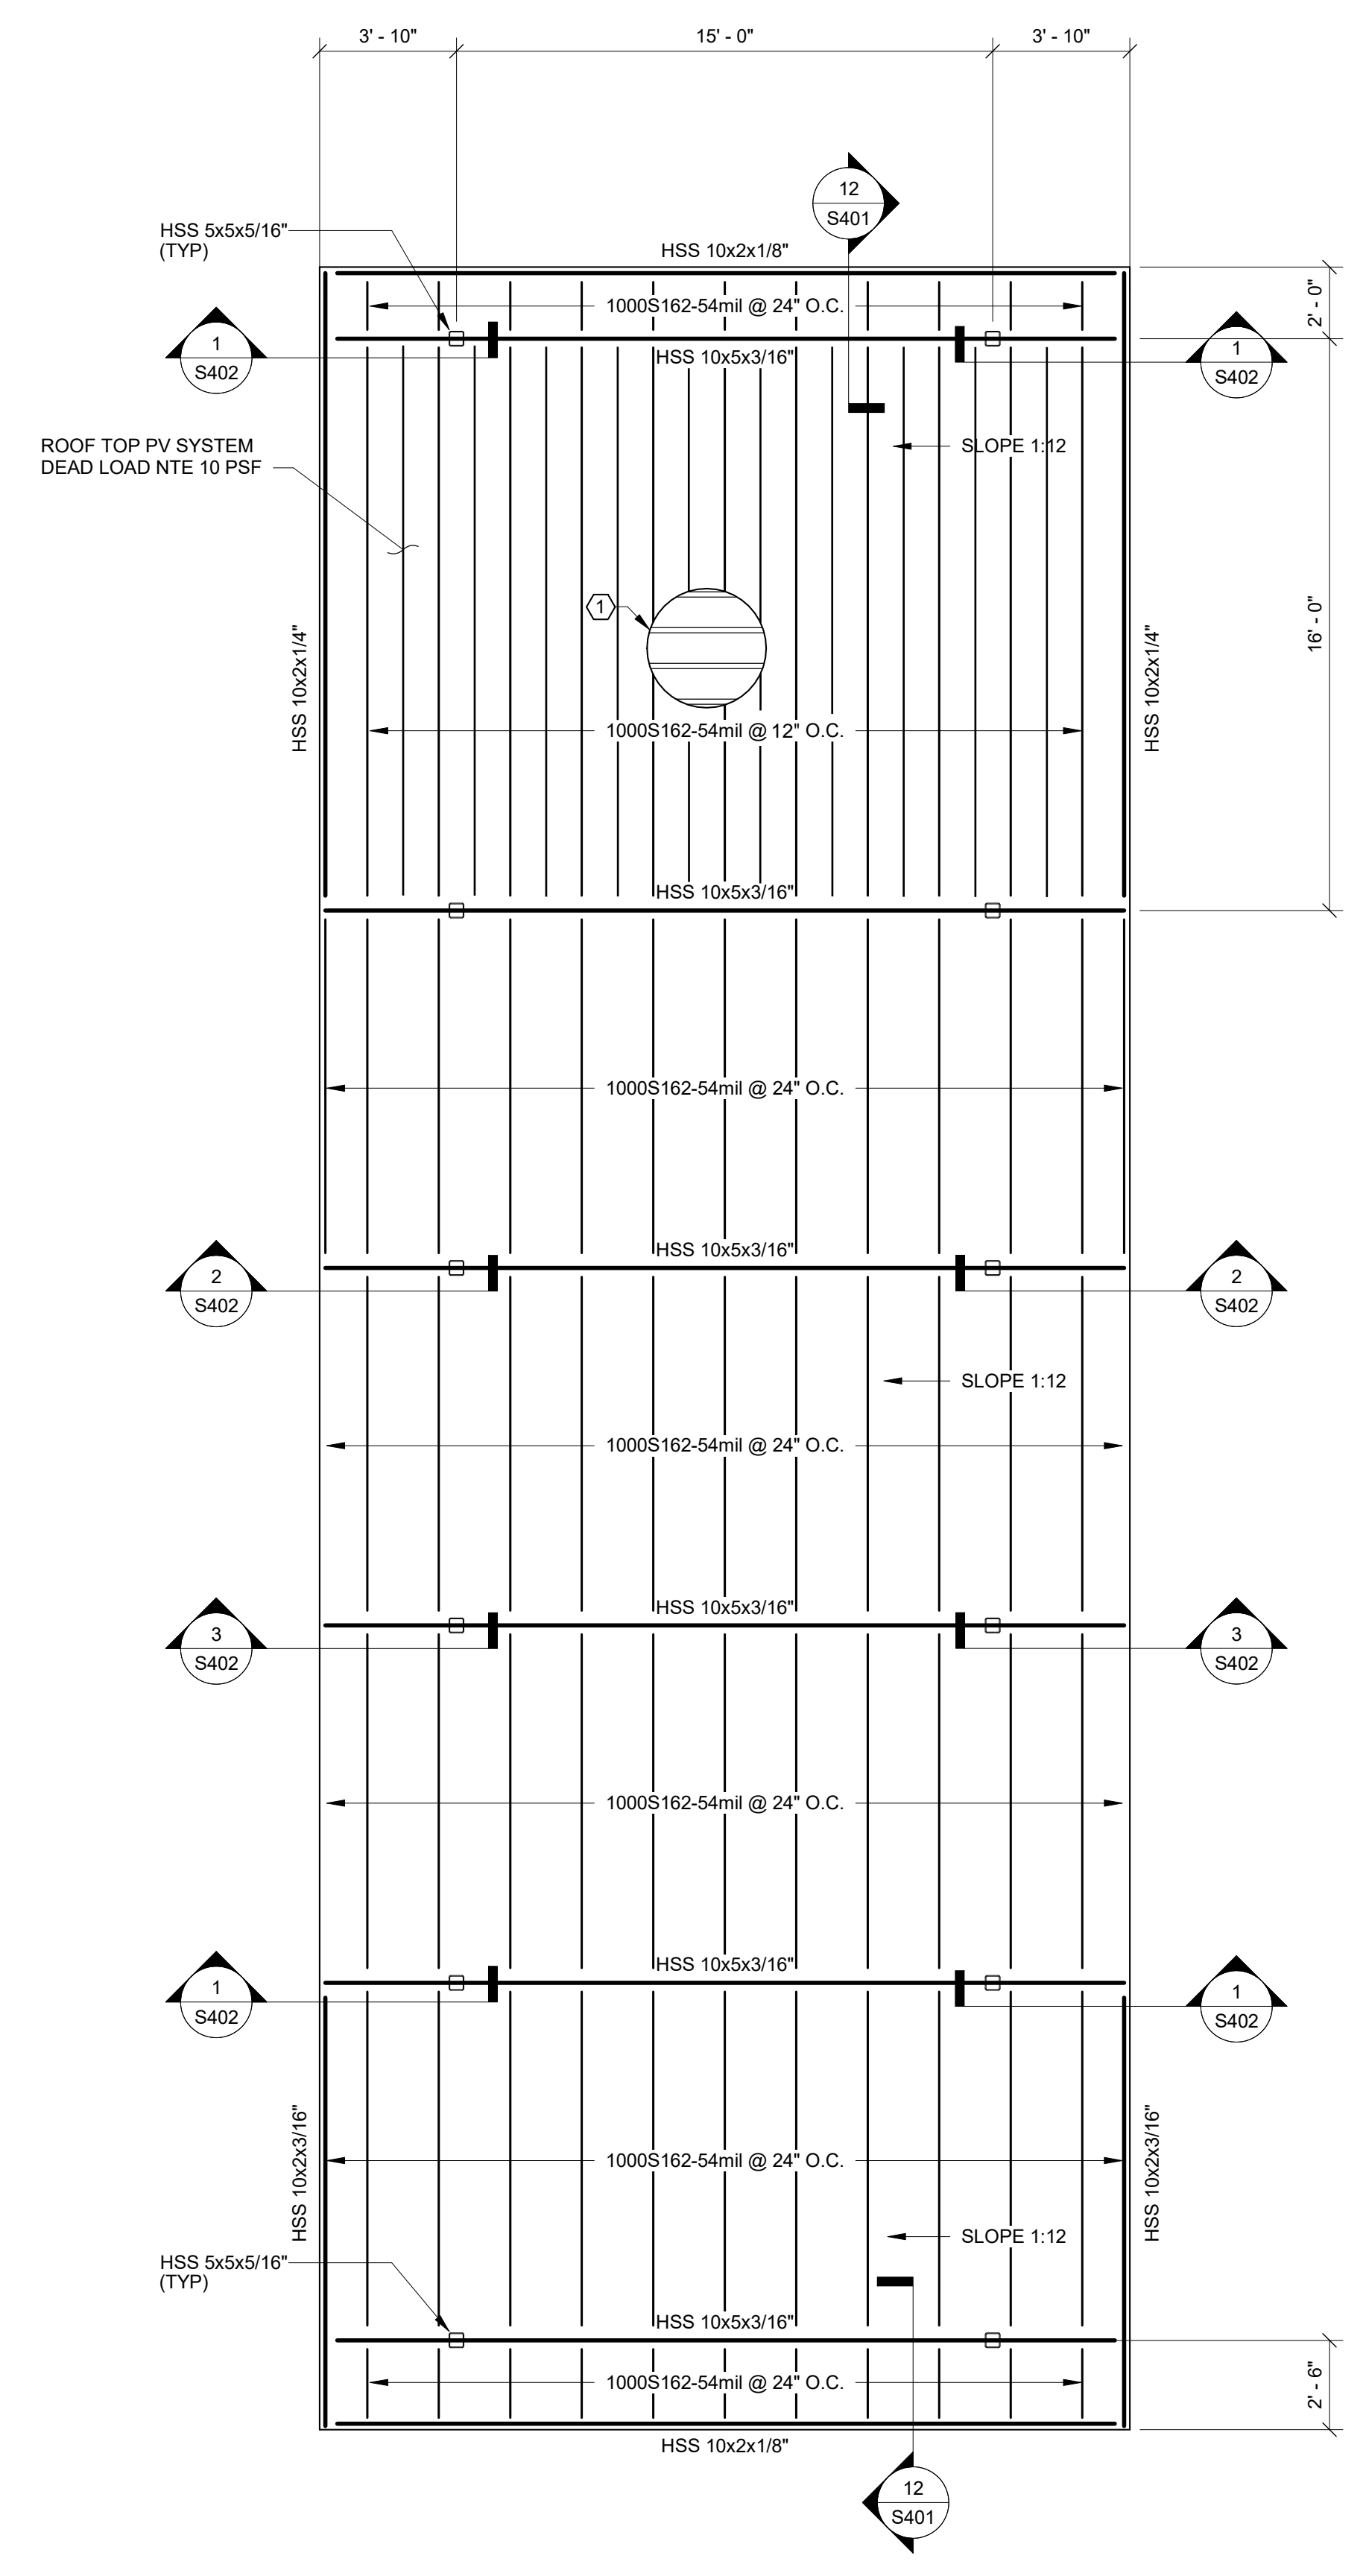 3' - 10"
15' - 0"
3' - 10"
12
S401
HSS 5x5x5/16"
(TYP)
HSS 10x2x1/8"
1000S162-54mil @ 24" O.C.
2' - 0"
1
S402
HSS 10x5x3/16"
1
S402
ROOF TOP PV SYSTEM
DEAD LOAD NTE 10 PSF
SLOPE 1:12
1
16' - 0"
HSS 10x2x1/4"
HSS 10x2x1/4"
1000S162-54mil @ 12" O.C.
HSS 10x5x3/16"
1000S162-54mil @ 24" O.C.
HSS 10x5x3/16"
2
S402
2
S402
SLOPE 1:12
1000S162-54mil @ 24" O.C.
HSS 10x5x3/16"
3
S402
3
S402
1000S162-54mil @ 24" O.C.
HSS 10x5x3/16"
1
S402
1
S402
HSS 10x2x3/16"
HSS 10x2x3/16"
1000S162-54mil @ 24" O.C.
SLOPE 1:12
HSS 5x5x5/16"
(TYP)
HSS 10x5x3/16"
1000S162-54mil @ 24" O.C.
2' - 6"
HSS 10x2x1/8"
12
S401